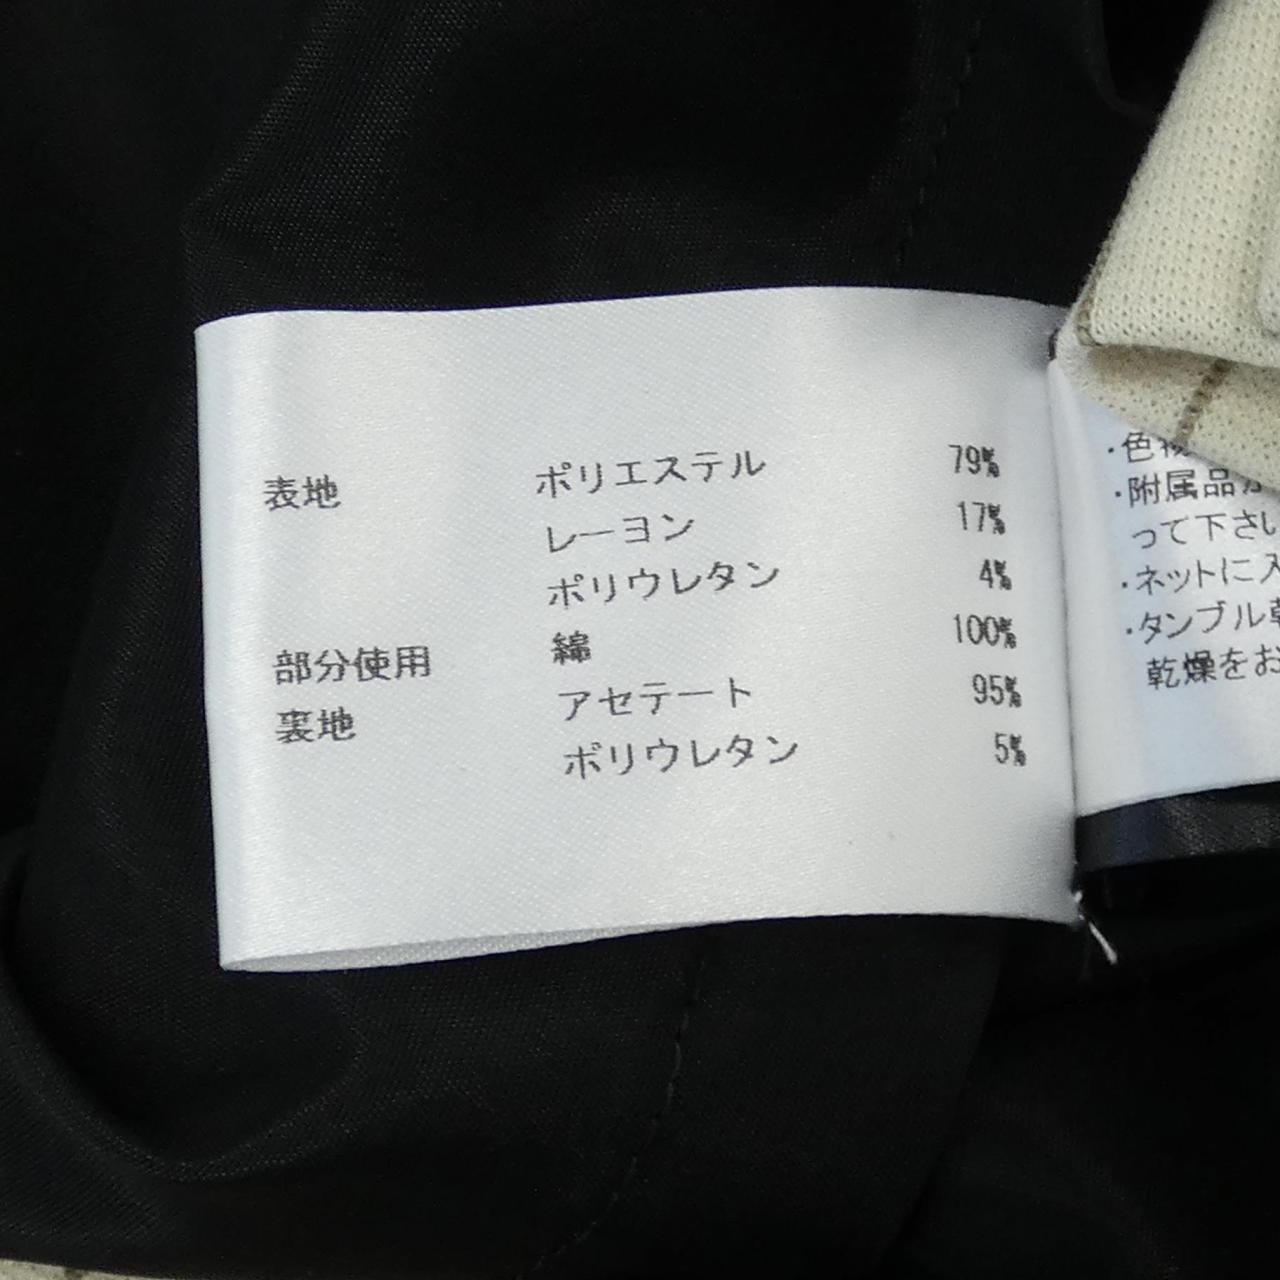 表地 ポリエステル 79%
レーヨン 17%
ポリウレタン 4%
部分使用 綿 100%
裏地 アセテート 95%
ポリウレタン 5%
・色物
・附属品が
って下さい
・ネットに入
・タンブル乾
乾燥をお